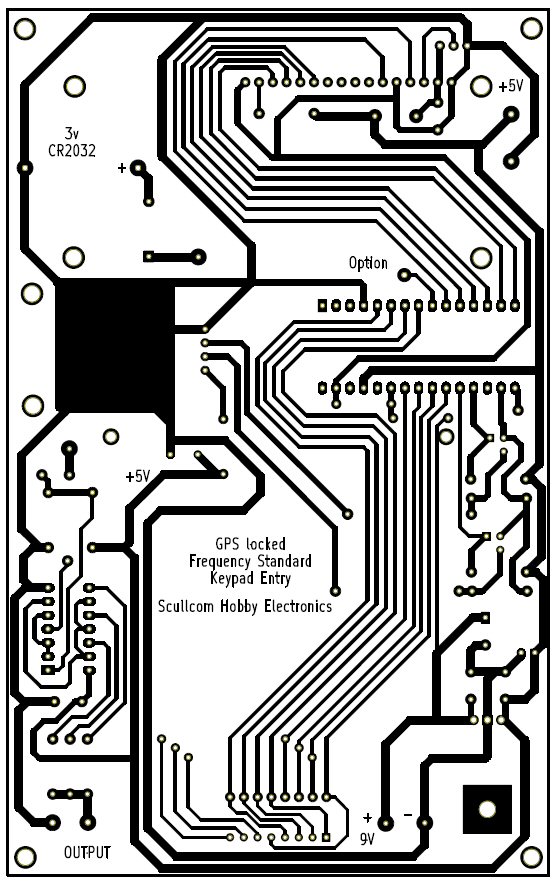 +5V
3v
CR2032
+
Option
+5V
GPS locked
Frequency Standard
Keypad Entry
Scullcom Hobby Electronics
+ -
9V
OUTPUT